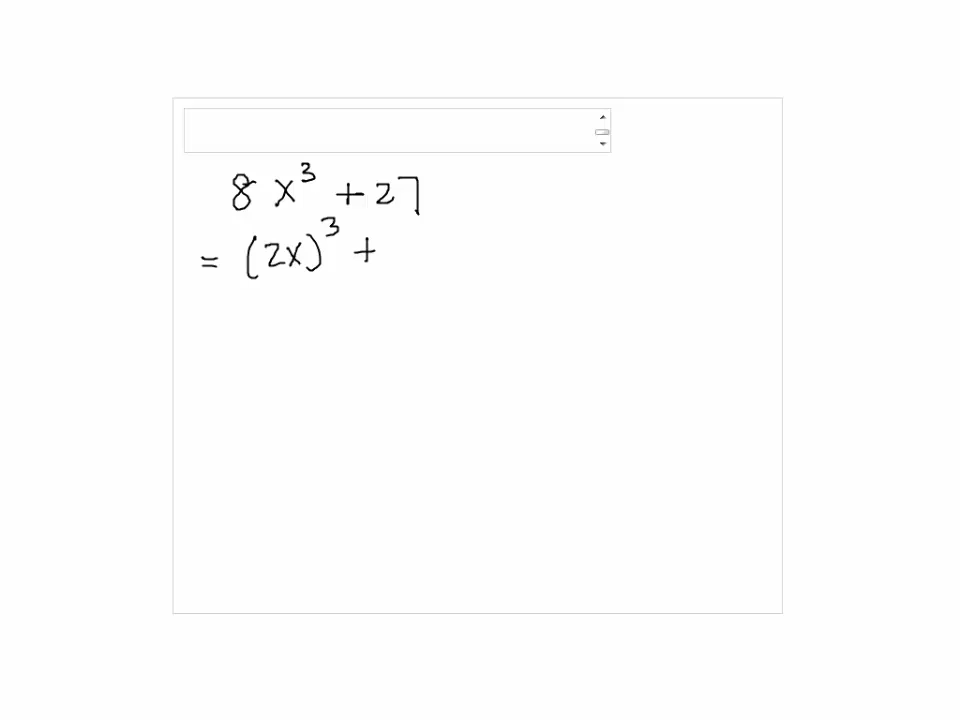 8x³ + 27
= (2x)³ +